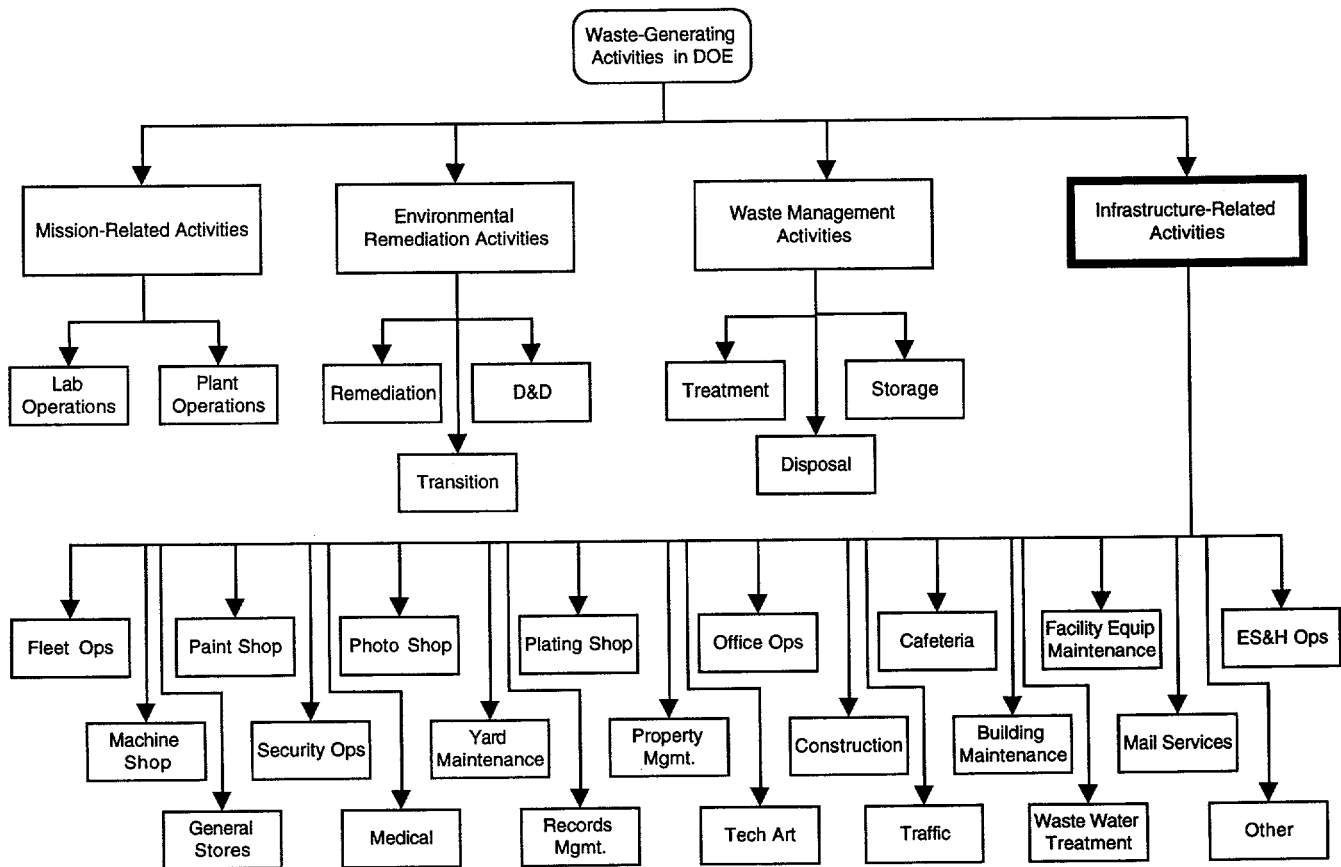 Waste-Generating
Activities in DOE
Mission-Related Activities
Environmental
Remediation Activities
Waste Management
Activities
Infrastructure-Related
Activities
Lab
Operations
Plant
Operations
Remediation
D&D
Transition
Treatment
Storage
Disposal
Fleet Ops
Paint Shop
Photo Shop
Plating Shop
Office Ops
Cafeteria
Facility Equip
Maintenance
ES&H Ops
Machine
Shop
Security Ops
Yard
Maintenance
Property
Mgmt.
Construction
Building
Maintenance
Mail Services
General
Stores
Medical
Records
Mgmt.
Tech Art
Traffic
Waste Water
Treatment
Other